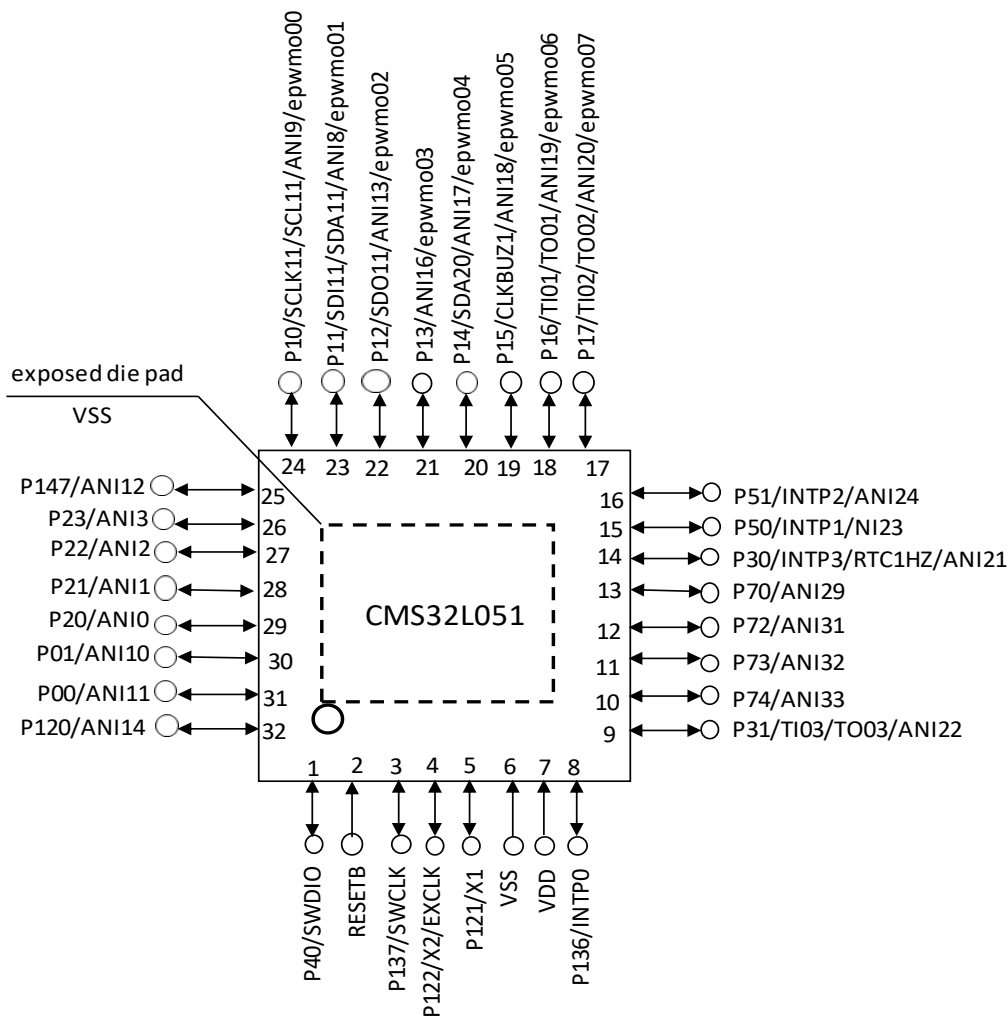 P10/SCLK11/SCL11/ANI9/epwmo00
P11/SDI11/SDA11/ANI8/epwmo01
P12/SDO11/ANI13/epwmo02
P13/ANI16/epwmo03
P14/SDA20/ANI17/epwmo04
P15/CLKBUZ1/ANI18/epwmo05
P16/TI01/TO01/ANI19/epwmo06
P17/TI02/TO02/ANI20/epwmo07
exposed die pad
VSS
24 23 22 21 20 19 18 17
P147/ANI12 25
P23/ANI3 26
P22/ANI2 27
P21/ANI1 28
P20/ANI0 29
P01/ANI10 30
P00/ANI11 31
P120/ANI14 32
CMS32L051
16 P51/INTP2/ANI24
15 P50/INTP1/NI23
14 P30/INTP3/RTC1HZ/ANI21
13 P70/ANI29
12 P72/ANI31
11 P73/ANI32
10 P74/ANI33
9 P31/TI03/TO03/ANI22
1 2 3 4 5 6 7 8
P40/SWDIO
RESETB
P137/SWCLK
P122/X2/EXCLK
P121/X1
VSS
VDD
P136/INTP0